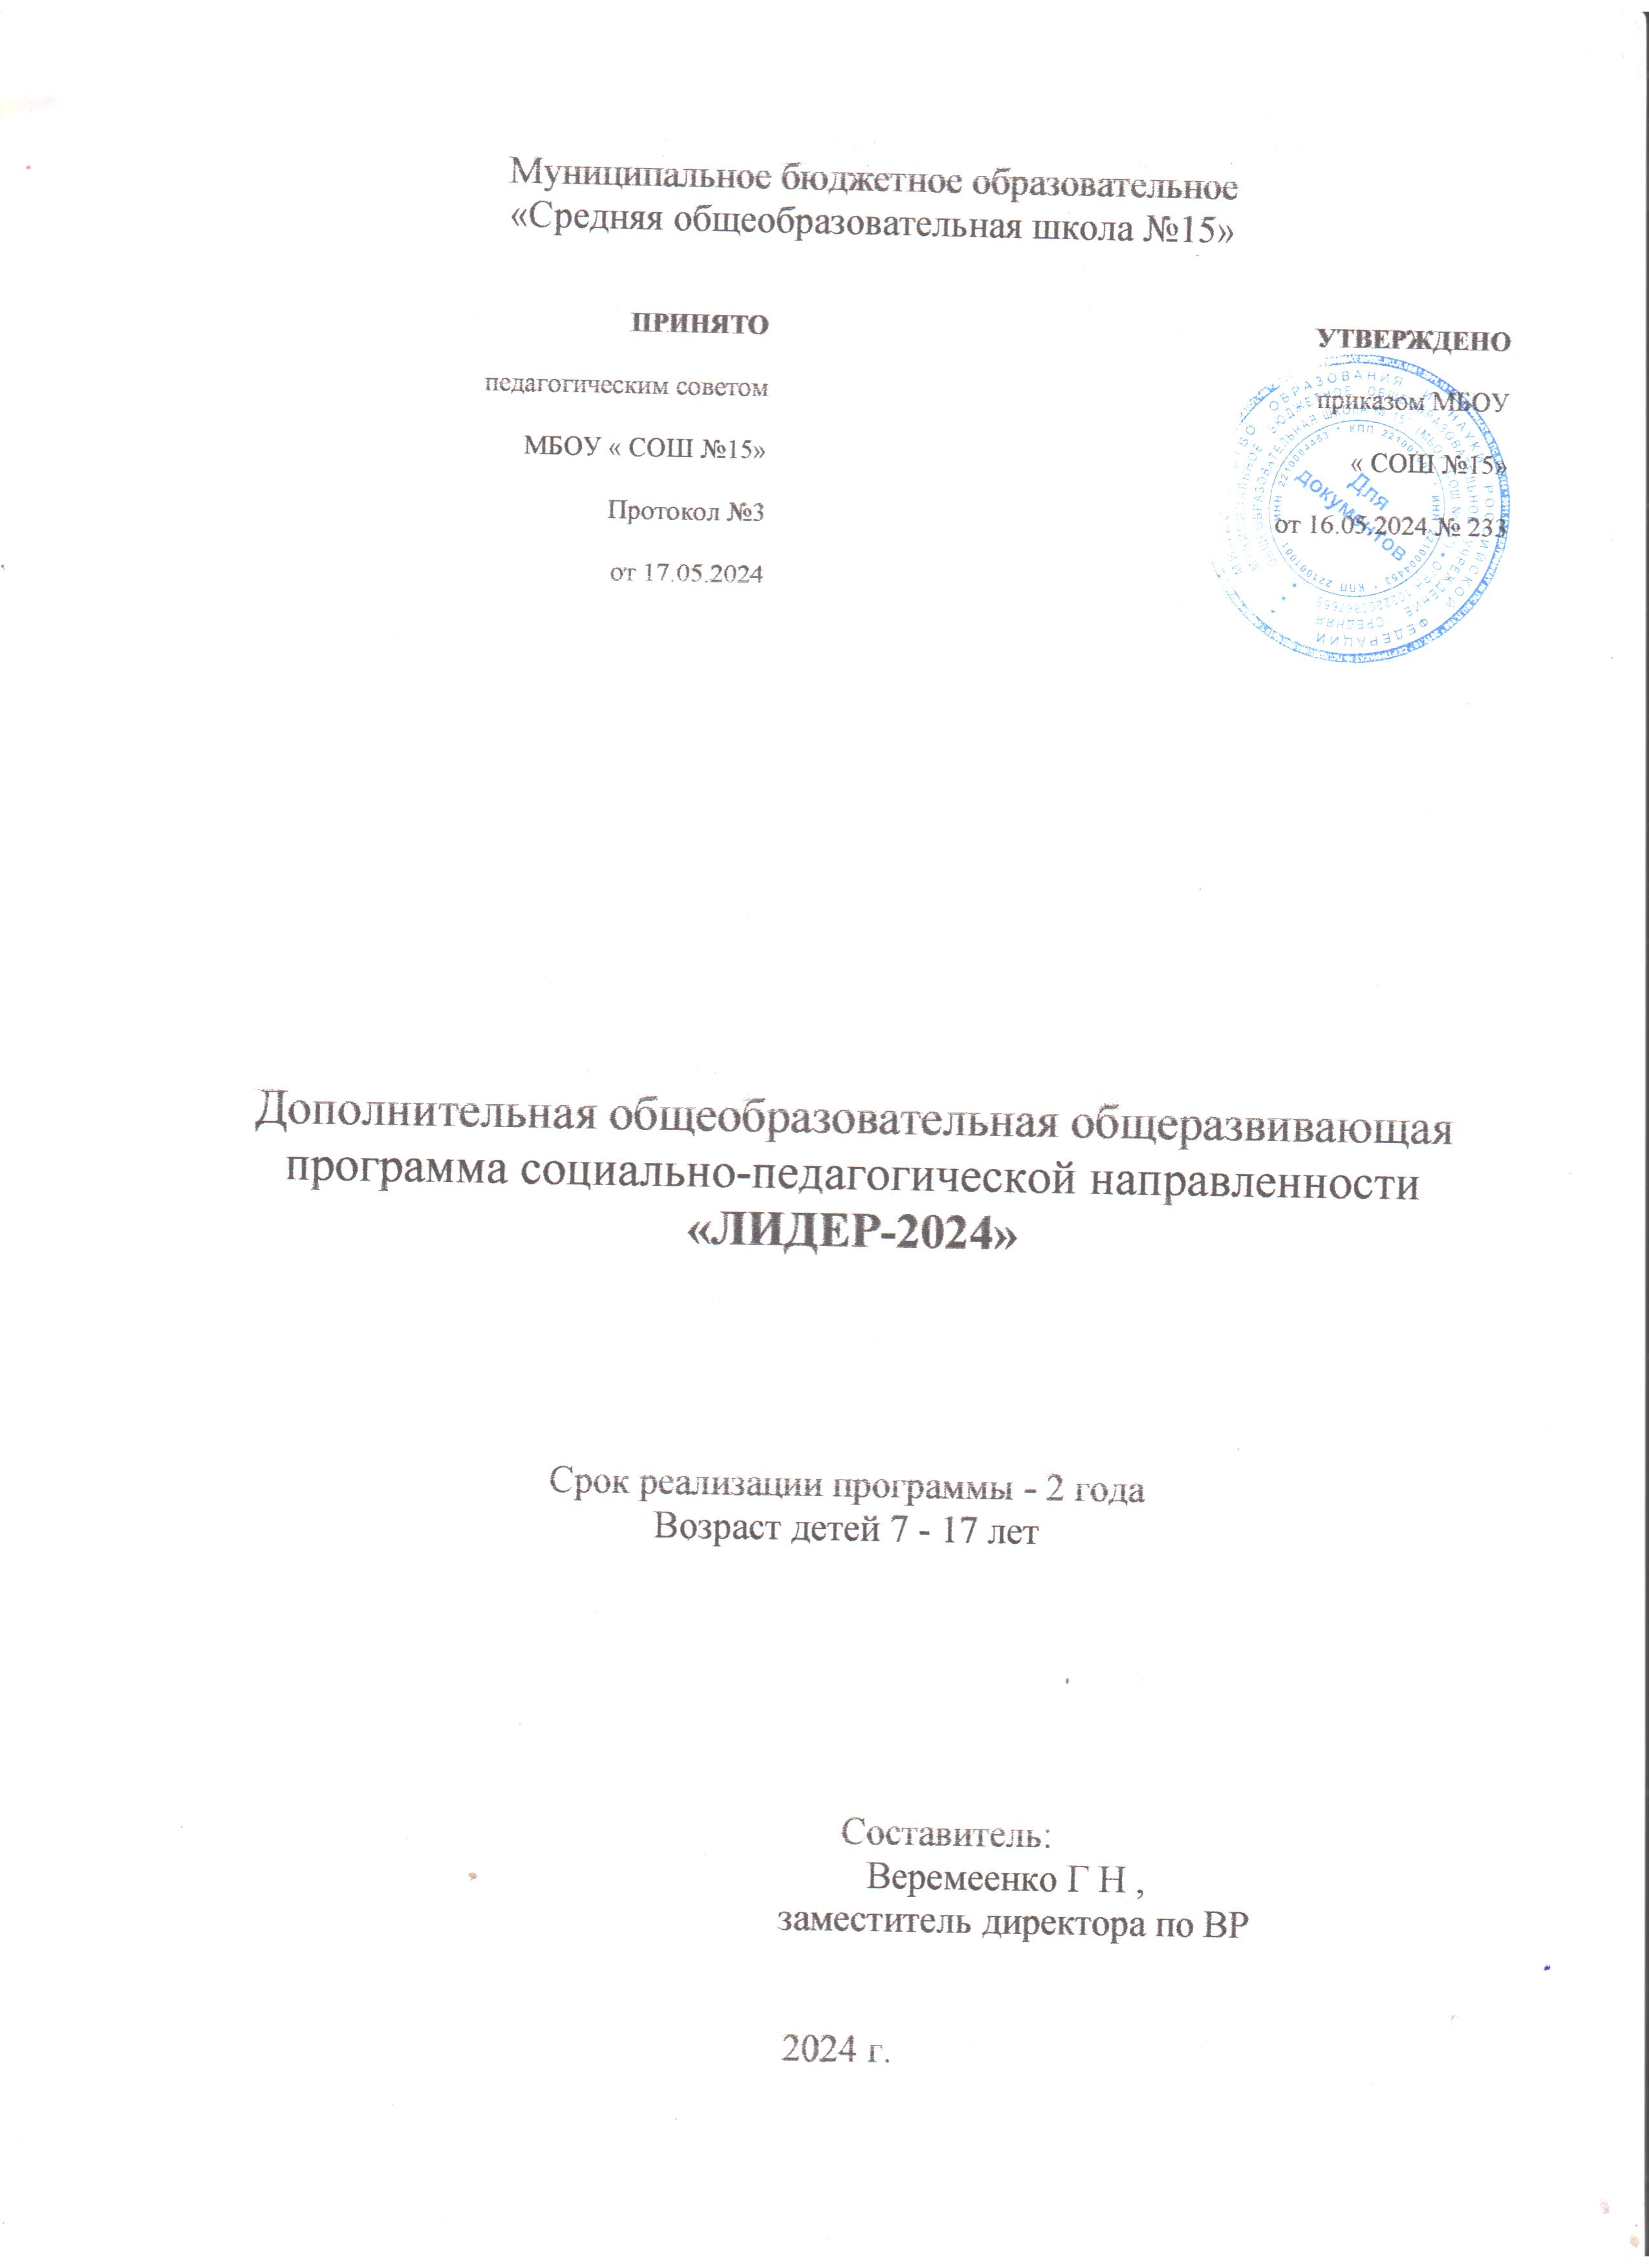 Муниципальное бюджетное образовательное
«Средняя общеобразовательная школа №15»
ПРИНЯТО
педагогическим советом
МБОУ « СОШ №15»
Протокол №3
от 17.05.2024
УТВЕРЖДЕНО
приказом МБОУ
« СОШ №15»
от 16.05.2024 № 233
Для
документов
Дополнительная общеобразовательная общеразвивающая
программа социально-педагогической направленности
«ЛИДЕР-2024»
Срок реализации программы - 2 года
Возраст детей 7 - 17 лет
Составитель:
Веремеенко Г Н ,
заместитель директора по ВР
2024 г.